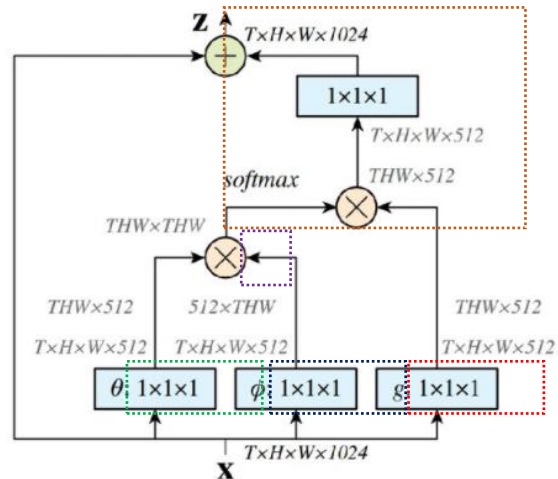 z
T×H×W×1024
1×1×1
T×H×W×512
THW×512
softmax
THW×THW
THW×512 512×THW THW×512
T×H×W×512 T×H×W×512 T×H×W×512
θ: 1×1×1 ϕ: 1×1×1 g: 1×1×1
T×H×W×1024
x